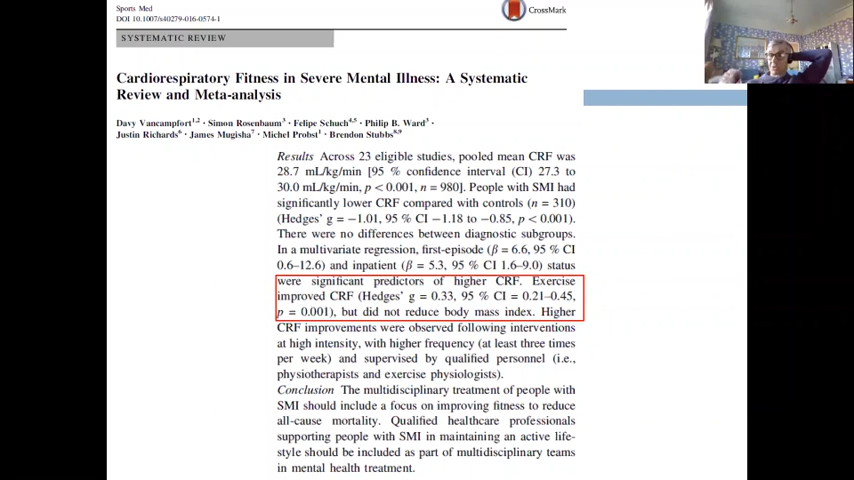 Sports Med
DOI 10.1007/s40279-016-0574-1
CrossMark
SYSTEMATIC REVIEW
Cardiorespiratory Fitness in Severe Mental Illness: A Systematic
Review and Meta-analysis
Davy Vancampfort1,2 · Simon Rosenbaum3 · Felipe Schuch4,5 · Philip B. Ward3 ·
Justin Richards6 · James Mugisha7 · Michel Probst1 · Brendon Stubbs8,9
Results Across 23 eligible studies, pooled mean CRF was
28.7 mL/kg/min [95 % confidence interval (CI) 27.3 to
30.0 mL/kg/min, p < 0.001, n = 980]. People with SMI had
significantly lower CRF compared with controls (n = 310)
(Hedges' g = −1.01, 95 % CI −1.18 to −0.85, p < 0.001).
There were no differences between diagnostic subgroups.
In a multivariate regression, first-episode (β = 6.6, 95 % CI
0.6–12.6) and inpatient (β = 5.3, 95 % CI 1.6–9.0) status
were significant predictors of higher CRF. Exercise
improved CRF (Hedges' g = 0.33, 95 % CI = 0.21–0.45,
p = 0.001), but did not reduce body mass index. Higher
CRF improvements were observed following interventions
at high intensity, with higher frequency (at least three times
per week) and supervised by qualified personnel (i.e.,
physiotherapists and exercise physiologists).
Conclusion The multidisciplinary treatment of people with
SMI should include a focus on improving fitness to reduce
all-cause mortality. Qualified healthcare professionals
supporting people with SMI in maintaining an active life-
style should be included as part of multidisciplinary teams
in mental health treatment.